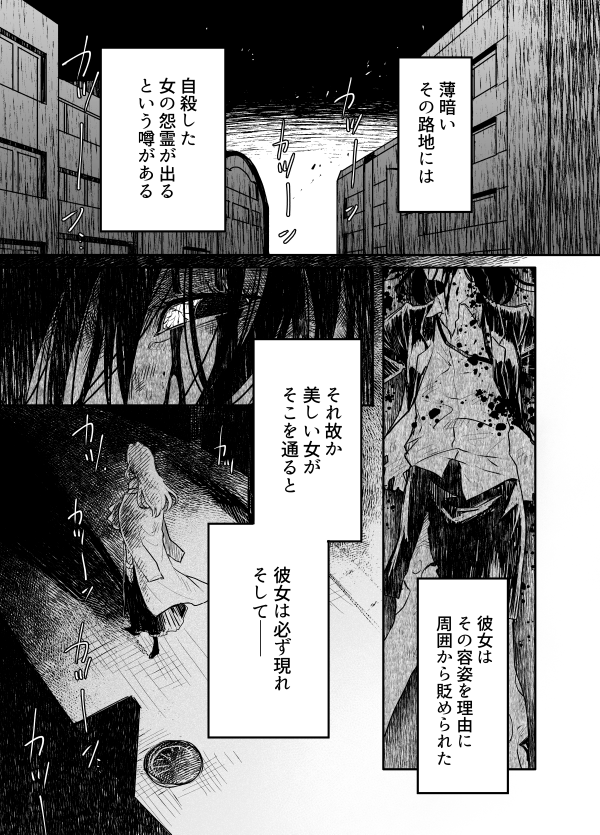 薄暗い
その路地には
自殺した
女の怨霊が出る
という噂がある
カツーン
カツーン
カツーン
彼女は
その容姿を理由に
周囲から貶められた
それ故か
美しい女が
そこを通ると
彼女は必ず現れ
そして──
カツーン
カツーン
カツーン